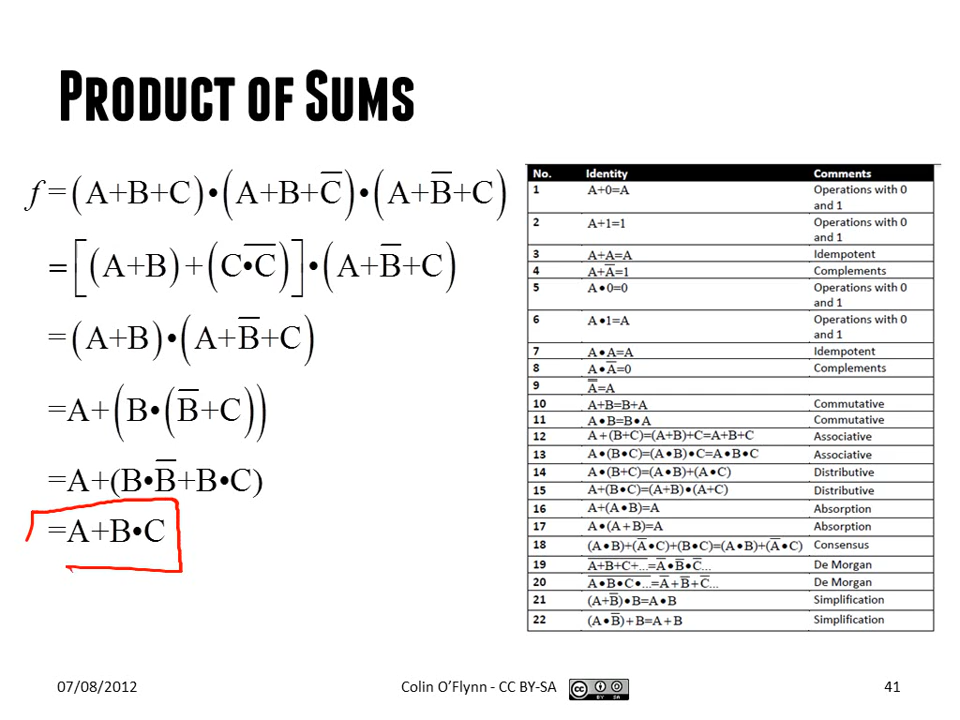 PRODUCT OF SUMS
f=(A+B+C)•(A+B+C̅)•(A+B̅+C)
=[(A+B)+(C•C̅)]•(A+B̅+C)
=(A+B)•(A+B̅+C)
=A+(B•(B̅+C))
=A+(B•B̅+B•C)
=A+B•C
No. Identity Comments
1 A+0=A Operations with 0
and 1
2 A+1=1 Operations with 0
and 1
3 A+A=A Idempotent
4 A+A̅=1 Complements
5 A•0=0 Operations with 0
and 1
6 A•1=A Operations with 0
and 1
7 A•A=A Idempotent
8 A•A̅=0 Complements
9 A̿=A
10 A+B=B+A Commutative
11 A•B=B•A Commutative
12 A+(B+C)=(A+B)+C=A+B+C Associative
13 A•(B•C)=(A•B)•C=A•B•C Associative
14 A•(B+C)=(A•B)+(A•C) Distributive
15 A+(B•C)=(A+B)•(A+C) Distributive
16 A+(A•B)=A Absorption
17 A•(A+B)=A Absorption
18 (A•B)+(A̅•C)+(B•C)=(A•B)+(A̅•C) Consensus
19 A̅+̅B̅+̅C̅+̅.̅.̅.̅=A̅•B̅•C̅... De Morgan
20 A̅•̅B̅•̅C̅•̅.̅.̅.̅=A̅+B̅+C̅... De Morgan
21 (A+B̅)•B=A•B Simplification
22 (A•B̅)+B=A+B Simplification
07/08/2012 Colin O’Flynn - CC BY-SA cc BY SA 41